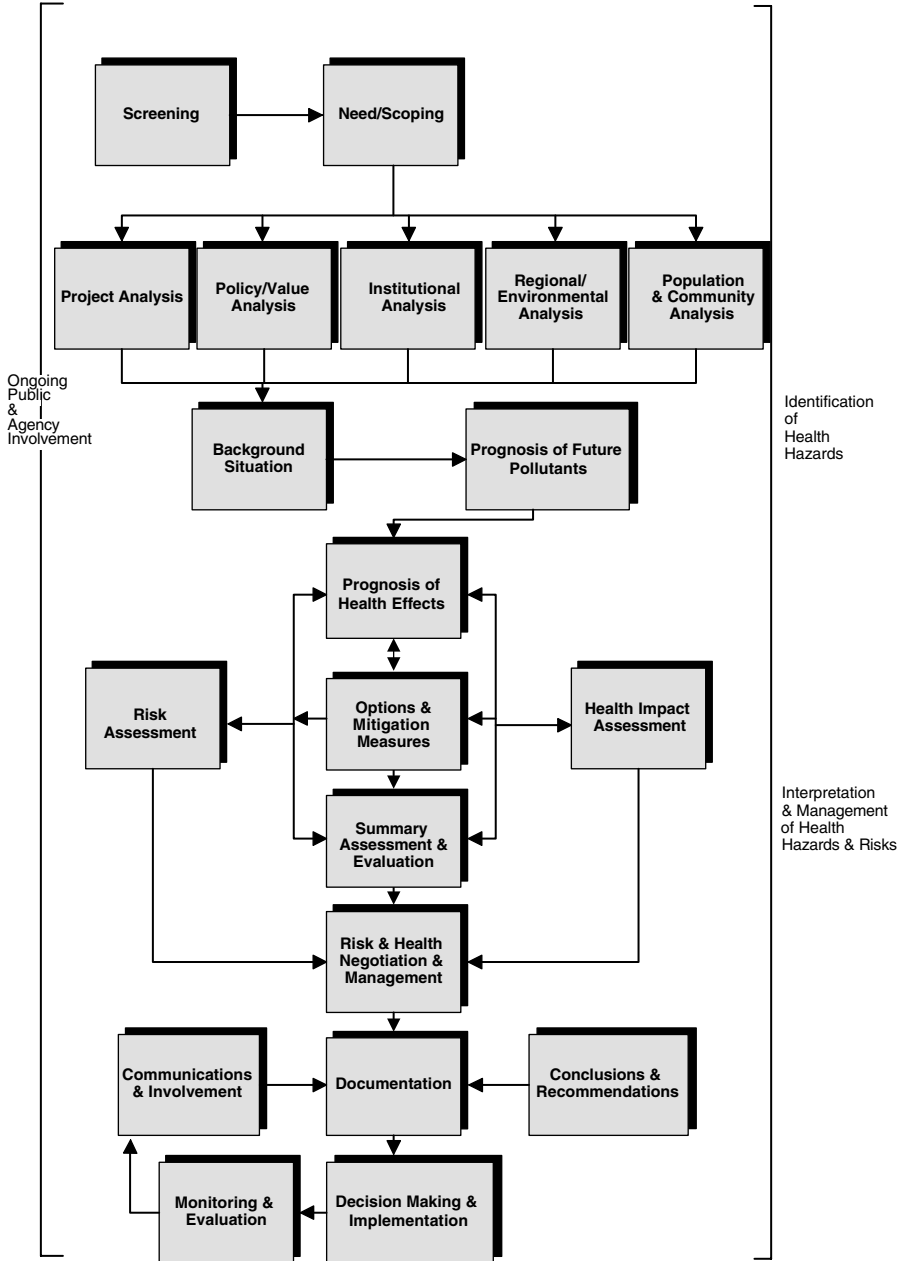 Screening
Need/Scoping
Project Analysis
Policy/Value
Analysis
Institutional
Analysis
Regional/
Environmental
Analysis
Population
& Community
Analysis
Ongoing
Public
&
Agency
Involvement
Identification
of
Health
Hazards
Background
Situation
Prognosis of Future
Pollutants
Prognosis of
Health Effects
Risk
Assessment
Options &
Mitigation
Measures
Health Impact
Assessment
Interpretation
& Management
of Health
Hazards & Risks
Summary
Assessment &
Evaluation
Risk & Health
Negotiation &
Management
Communications
& Involvement
Documentation
Conclusions &
Recommendations
Monitoring &
Evaluation
Decision Making &
Implementation